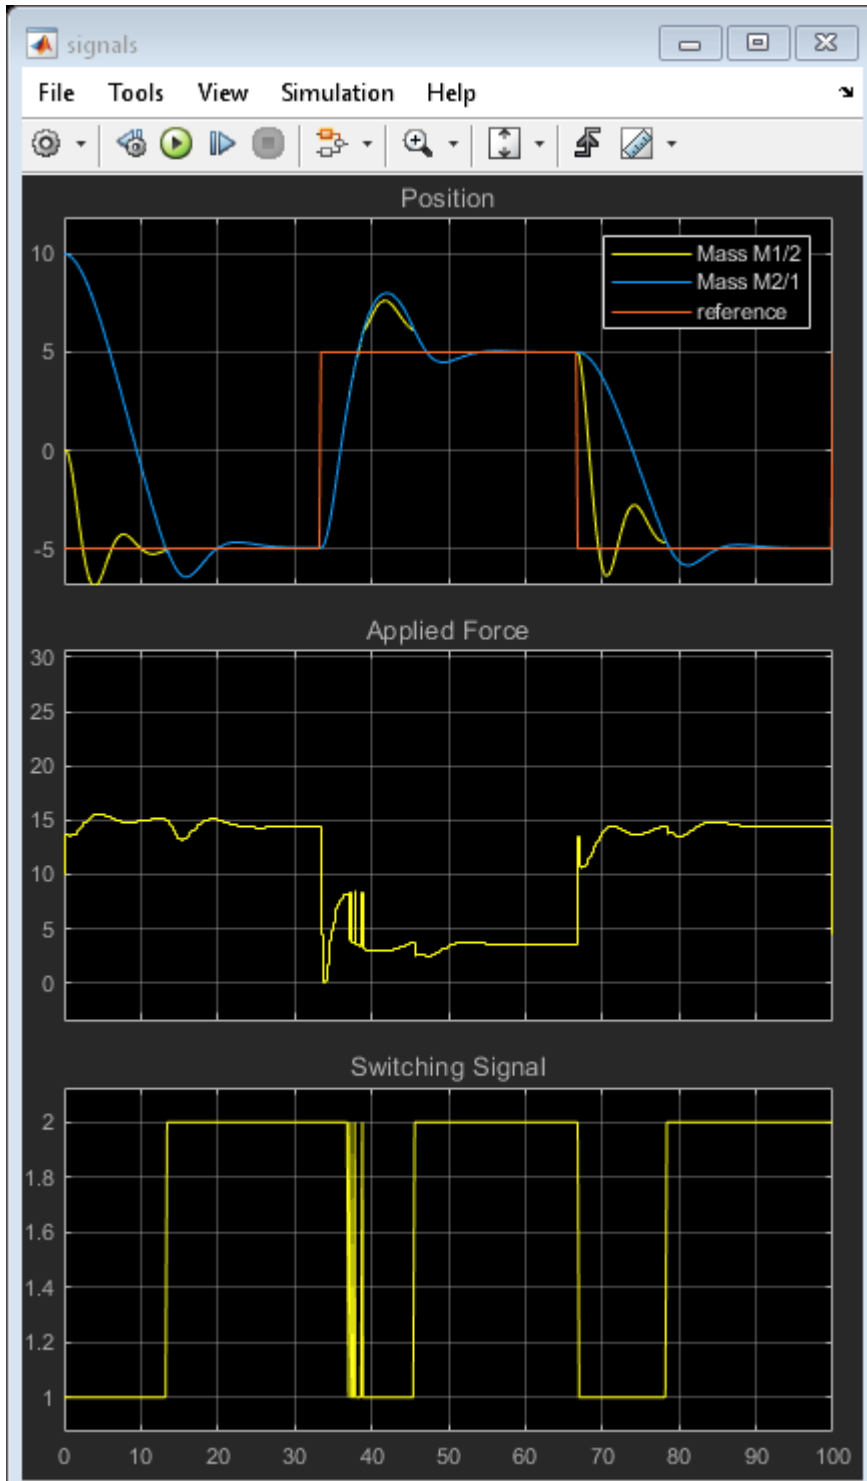 signals
File Tools View Simulation Help
Position
10
5
0
-5
Mass M1/2
Mass M2/1
reference
Applied Force
30
25
20
15
10
5
0
Switching Signal
2
1.8
1.6
1.4
1.2
1
0 10 20 30 40 50 60 70 80 90 100